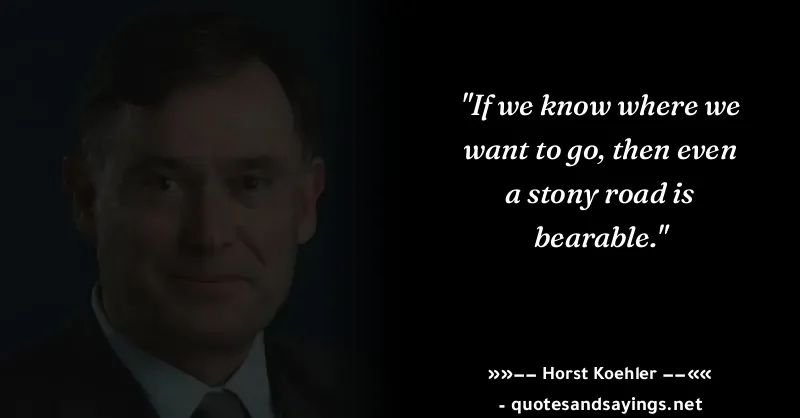 "If we know where we
want to go, then even
a stony road is
bearable."
»»−− Horst Koehler −−««
- quotesandsayings.net